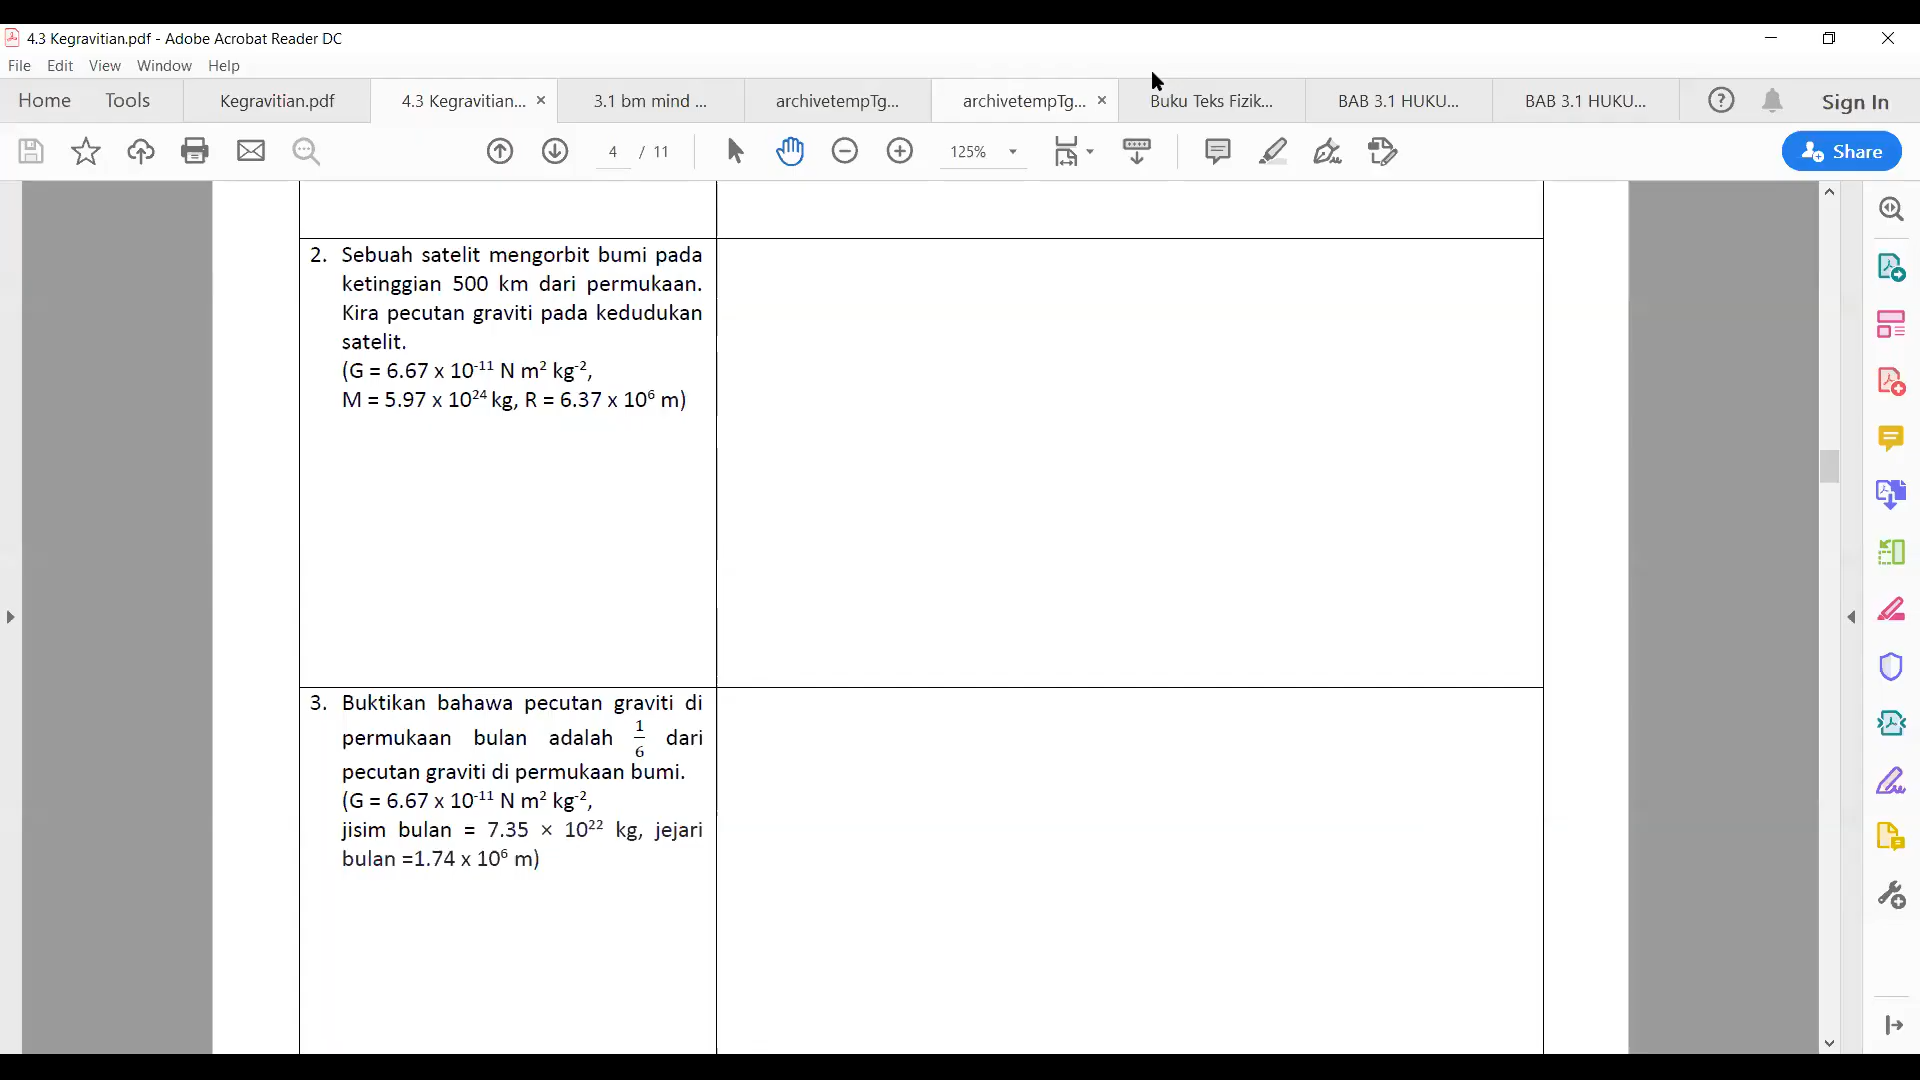 4.3 Kegravitian.pdf - Adobe Acrobat Reader DC
File Edit View Window Help
Home Tools Kegravitian.pdf 4.3 Kegravitian... × 3.1 bm mind ... archivetempTg... archivetempTg... × Buku Teks Fizik... BAB 3.1 HUKU... BAB 3.1 HUKU... Sign In
4 / 11 125% Share
2. Sebuah satelit mengorbit bumi pada
ketinggian 500 km dari permukaan.
Kira pecutan graviti pada kedudukan
satelit.
(G = 6.67 x 10⁻¹¹ N m² kg⁻²,
M = 5.97 x 10²⁴ kg, R = 6.37 x 10⁶ m)
3. Buktikan bahawa pecutan graviti di
permukaan bulan adalah 1/6 dari
pecutan graviti di permukaan bumi.
(G = 6.67 x 10⁻¹¹ N m² kg⁻²,
jisim bulan = 7.35 × 10²² kg, jejari
bulan =1.74 x 10⁶ m)